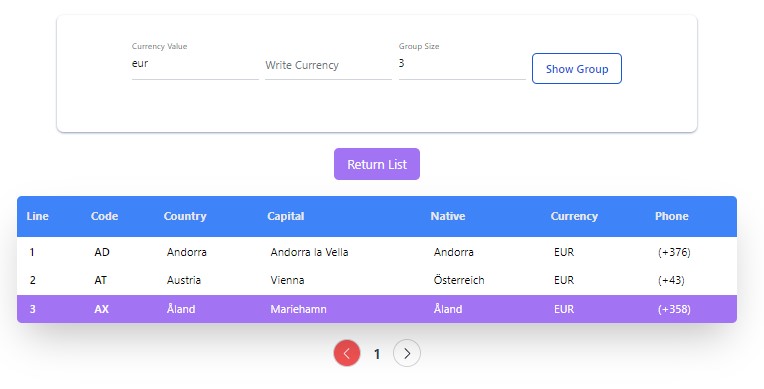 Currency Value
Group Size
eur
Write Currency
3
Show Group
Return List
Line Code Country Capital Native Currency Phone
1 AD Andorra Andorra la Vella Andorra EUR (+376)
2 AT Austria Vienna Österreich EUR (+43)
3 AX Åland Mariehamn Åland EUR (+358)
1